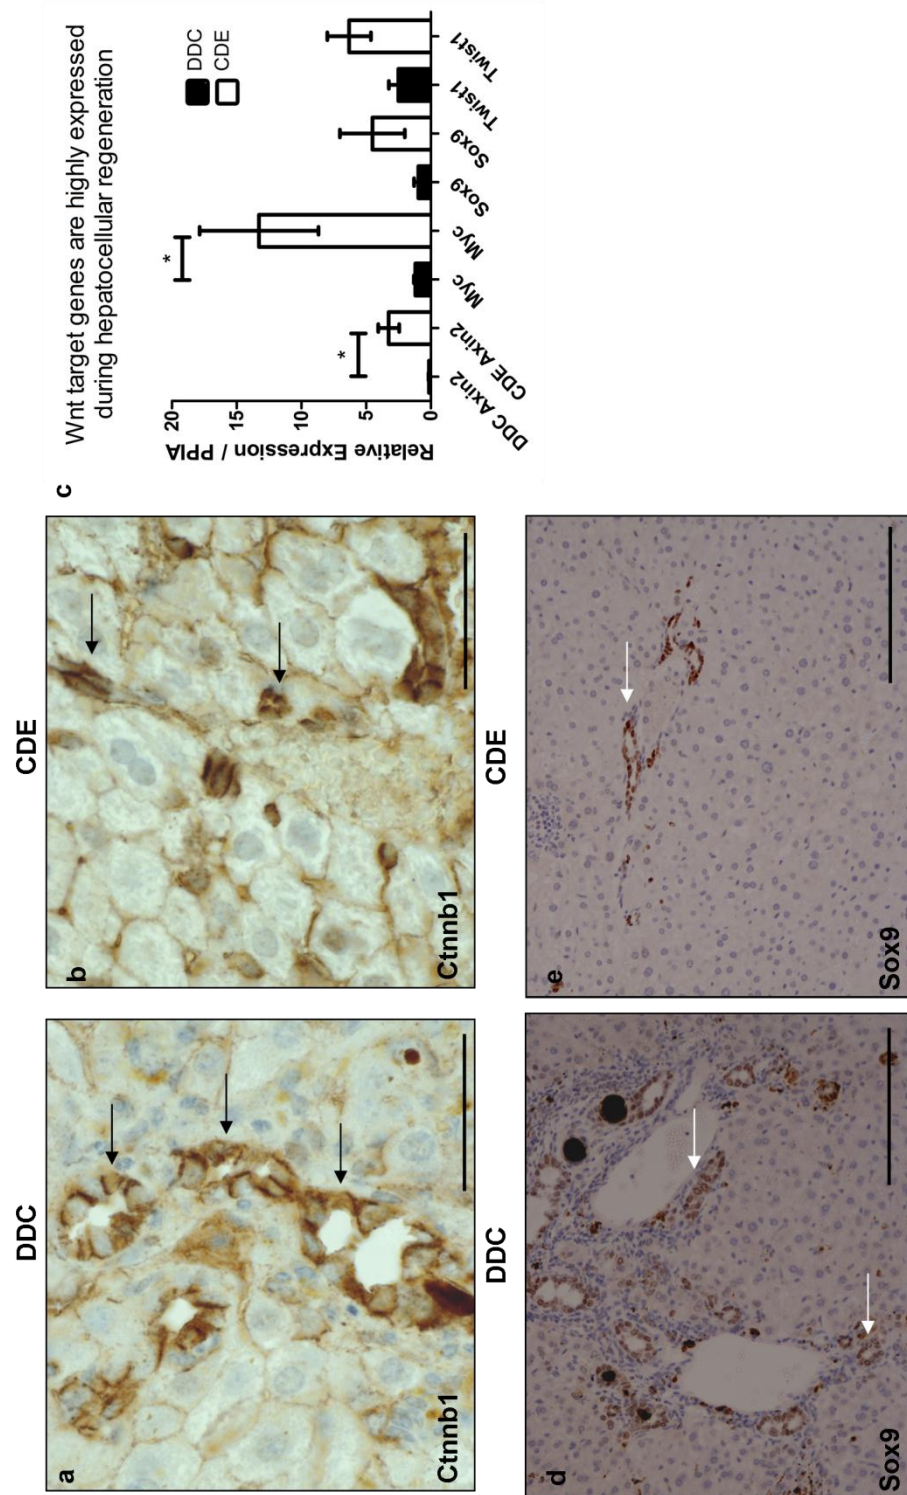 DDC
a
Ctnnb1
CDE
b
Ctnnb1
c
Wnt target genes are highly expressed
during hepatocellular regeneration
DDC
CDE
Relative Expression / PPIA
20
15
10
5
0
*
*
DDC Axin2
CDE Axin2
Myc
Myc
Sox9
Sox9
Twist1
Twist1
DDC
d
Sox9
CDE
e
Sox9